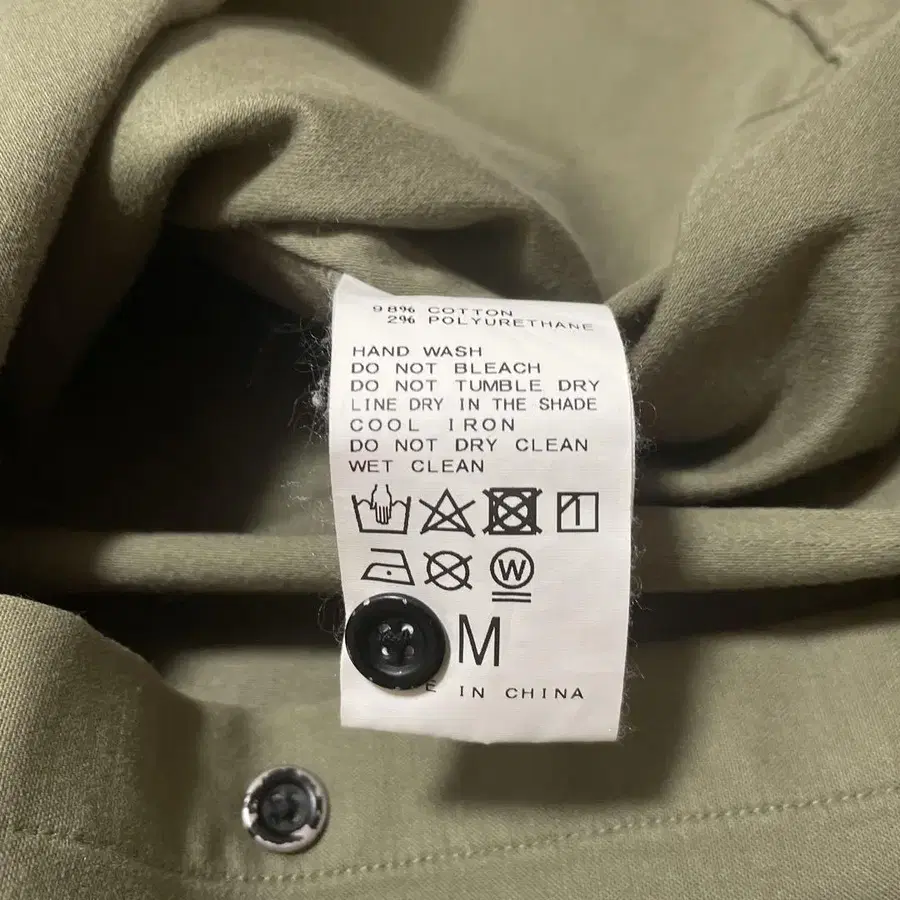 98% COTTON
2% POLYURETHANE
HAND WASH
DO NOT BLEACH
DO NOT TUMBLE DRY
LINE DRY IN THE SHADE
COOL IRON
DO NOT DRY CLEAN
WET CLEAN
W
M
IN CHINA